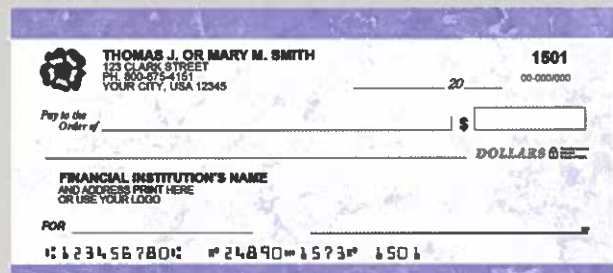 THOMAS J. OR MARY M. SMITH
123 CLARK STREET
PH. 800-675-4151
YOUR CITY, USA 12345
1501
00-000/000
20
Pay to the
Order of
$
DOLLARS
FINANCIAL INSTITUTION'S NAME
AND ADDRESS PRINT HERE
OR USE YOUR LOGO
FOR
⑆123456780⑆ ⑈24890⑉1573⑈ 1501